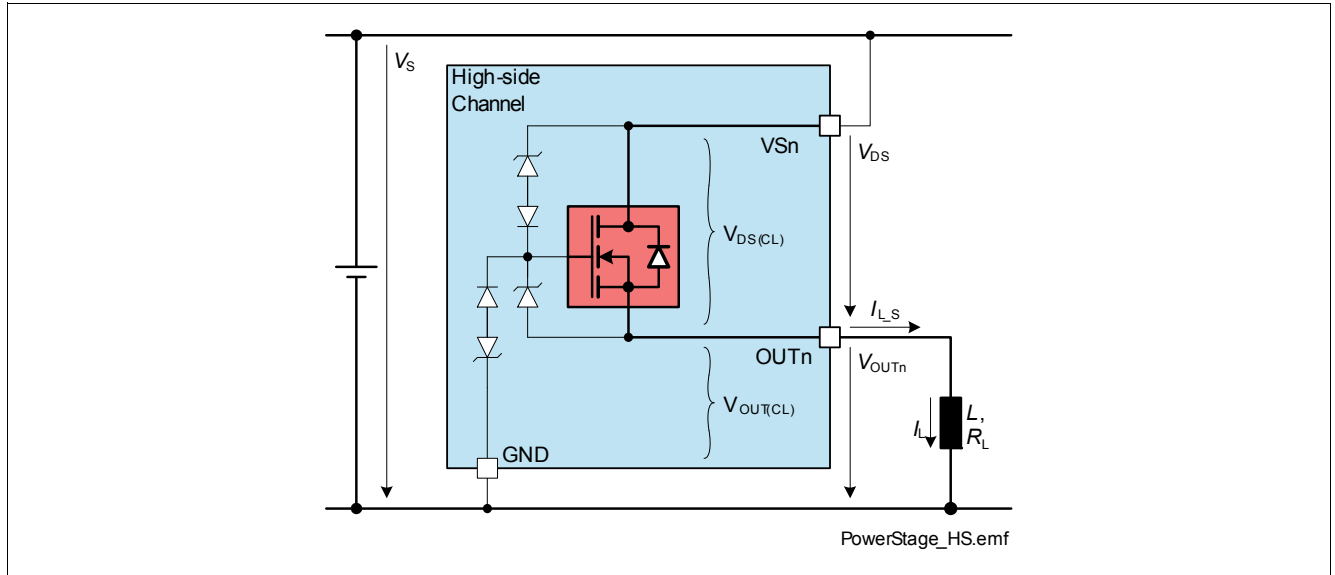 VS
High-side
Channel
VSn
VDS
VDS(CL)
IL_S
OUTn
VOUTn
VOUT(CL)
IL
L,
RL
GND
PowerStage_HS.emf